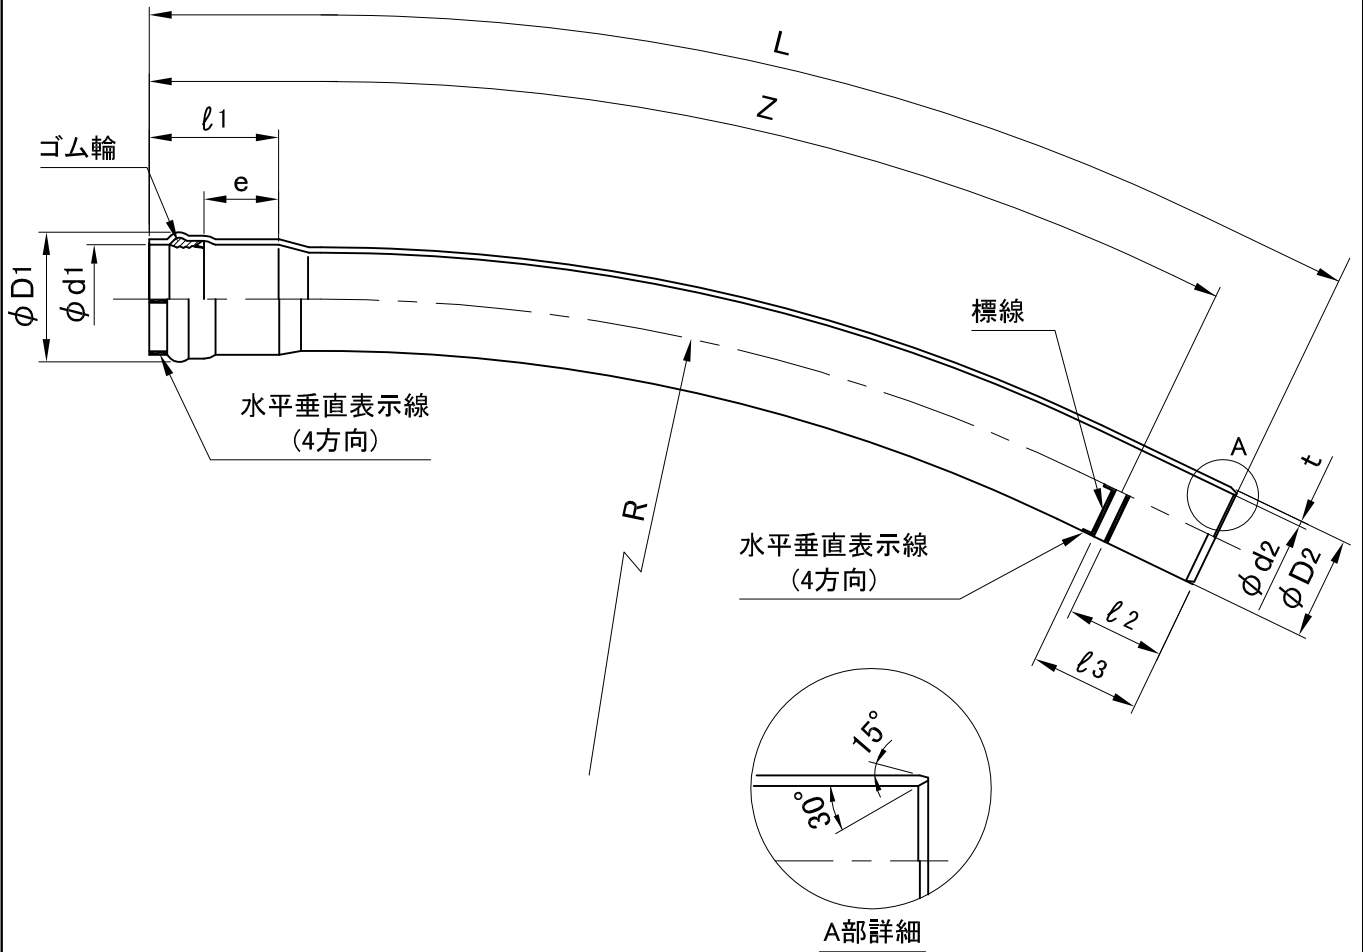 L
Z
ℓ1
ゴム輪
e
φD1
φd1
標線
水平垂直表示線
(4方向)
A
t
R
水平垂直表示線
(4方向)
φd2
φD2
ℓ2
ℓ3
15°
30°
A部詳細